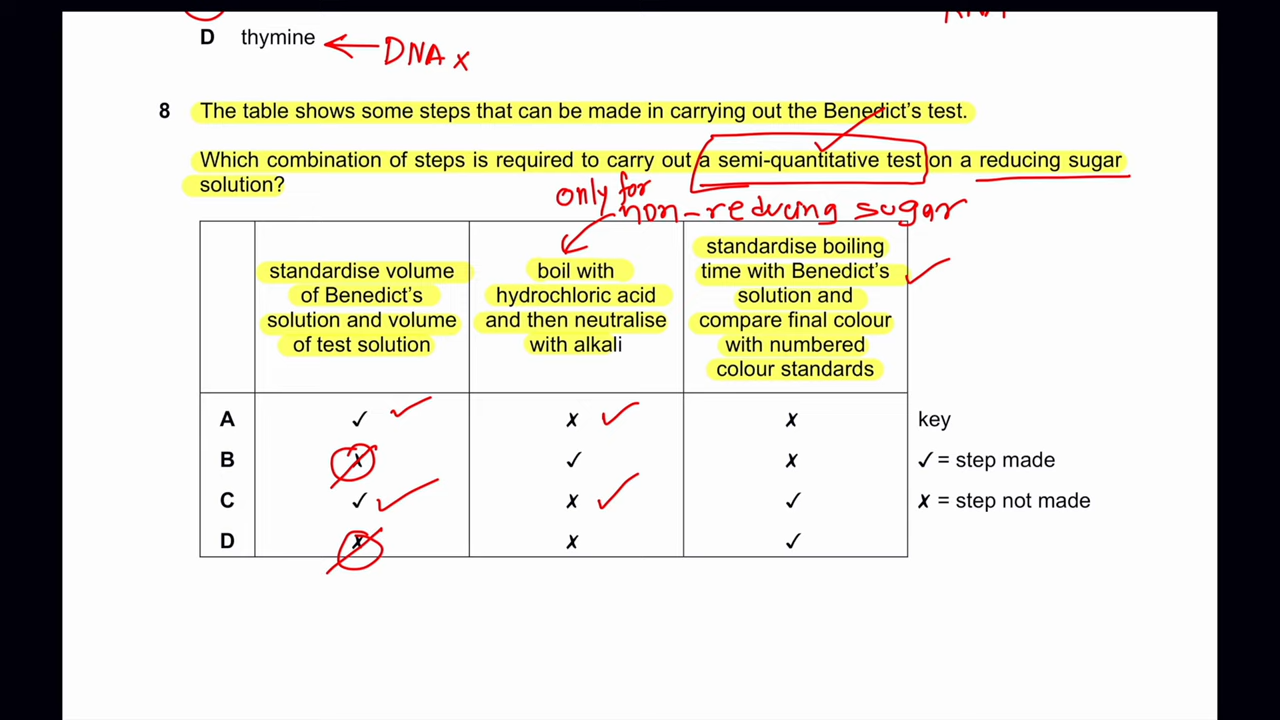 D thymine ← DNA x
8 The table shows some steps that can be made in carrying out the Benedict's test.
Which combination of steps is required to carry out a semi-quantitative test on a reducing sugar
solution?
only for
non-reducing sugar
standardise volume
of Benedict's
solution and volume
of test solution
boil with
hydrochloric acid
and then neutralise
with alkali
standardise boiling
time with Benedict's
solution and
compare final colour
with numbered
colour standards
A ✓ ✗ ✗ key
B ✗ ✓ ✗ ✓ = step made
C ✓ ✗ ✓ ✗ = step not made
D ✗ ✗ ✓